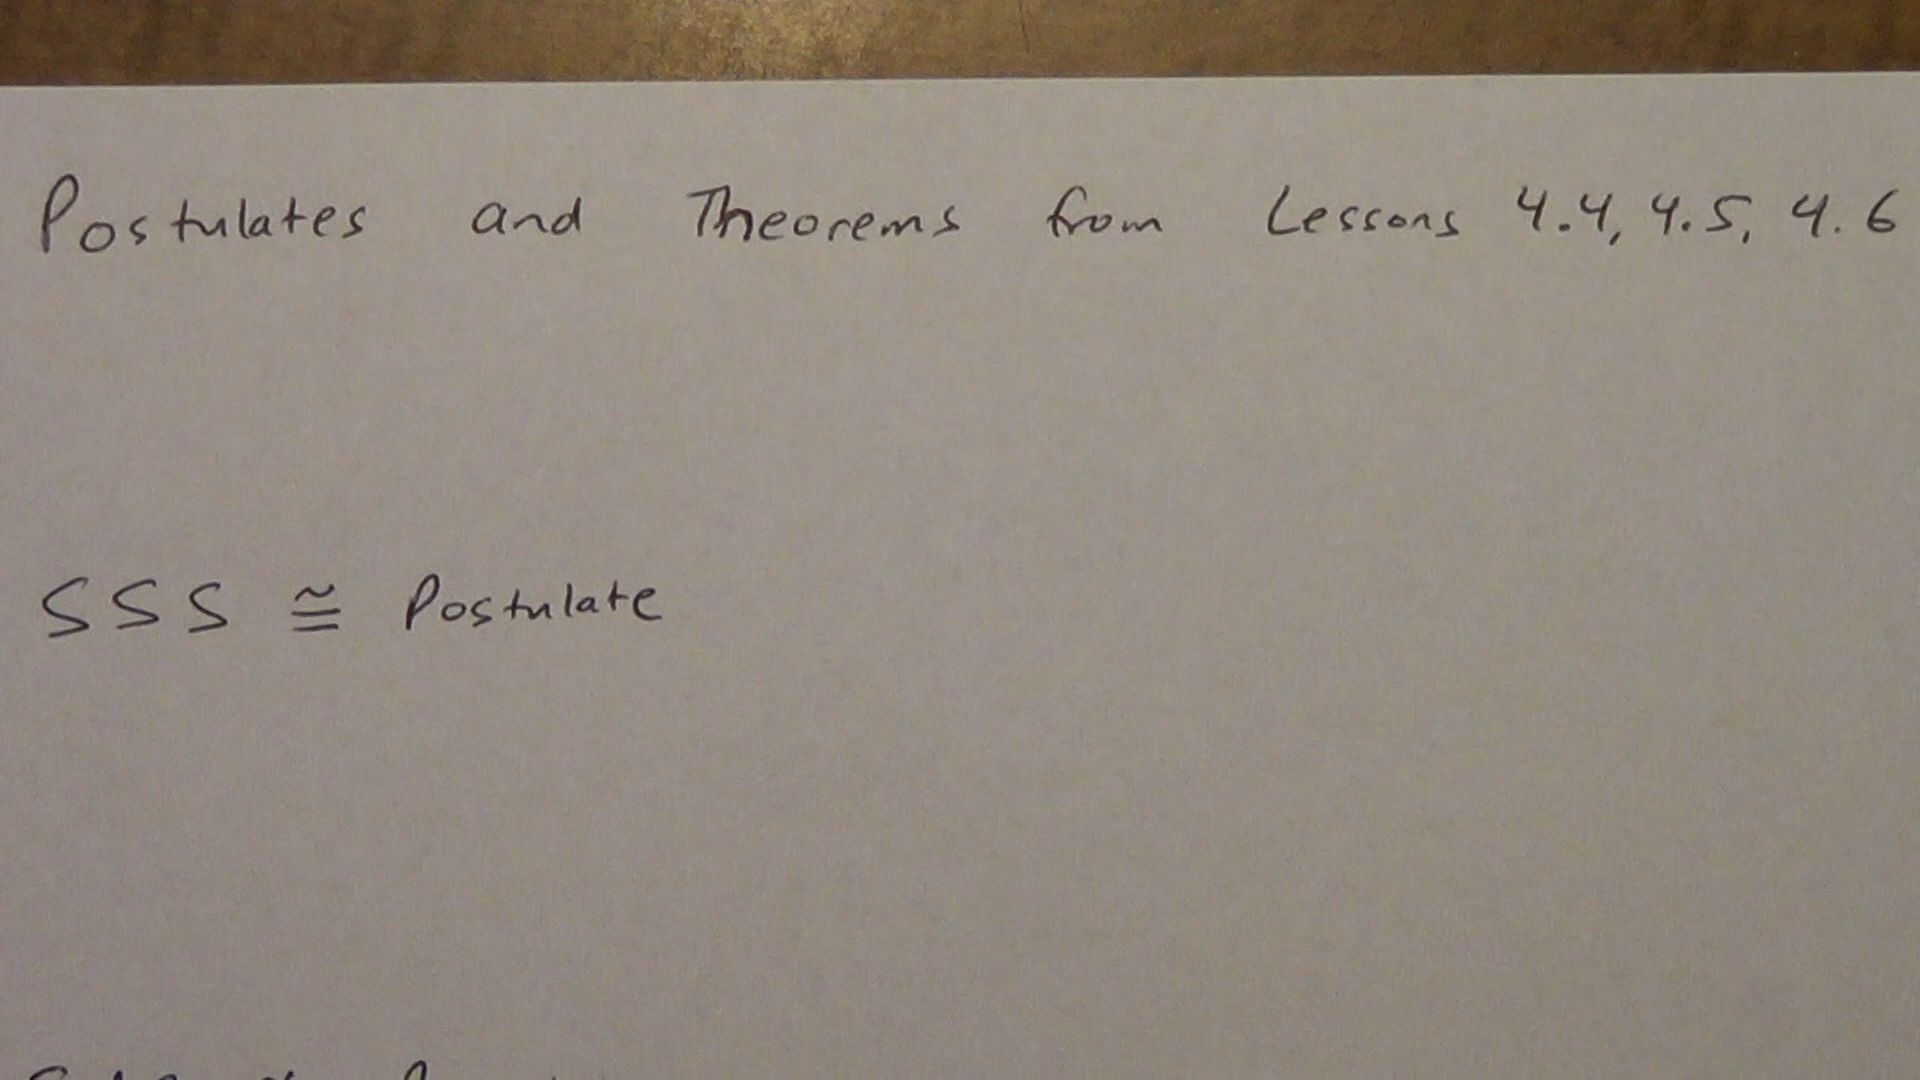 Postulates and Theorems from Lessons 4.4, 4.5, 4.6
SSS ≅ Postulate